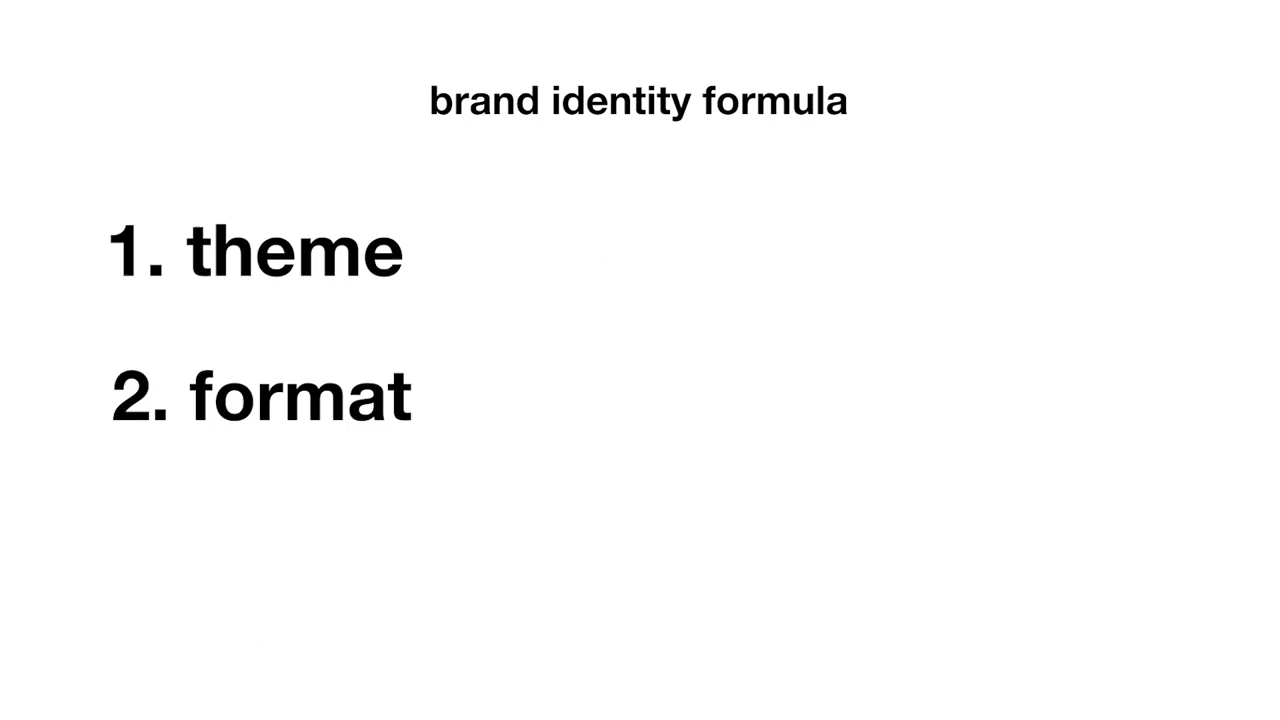 brand identity formula
1. theme
2. format